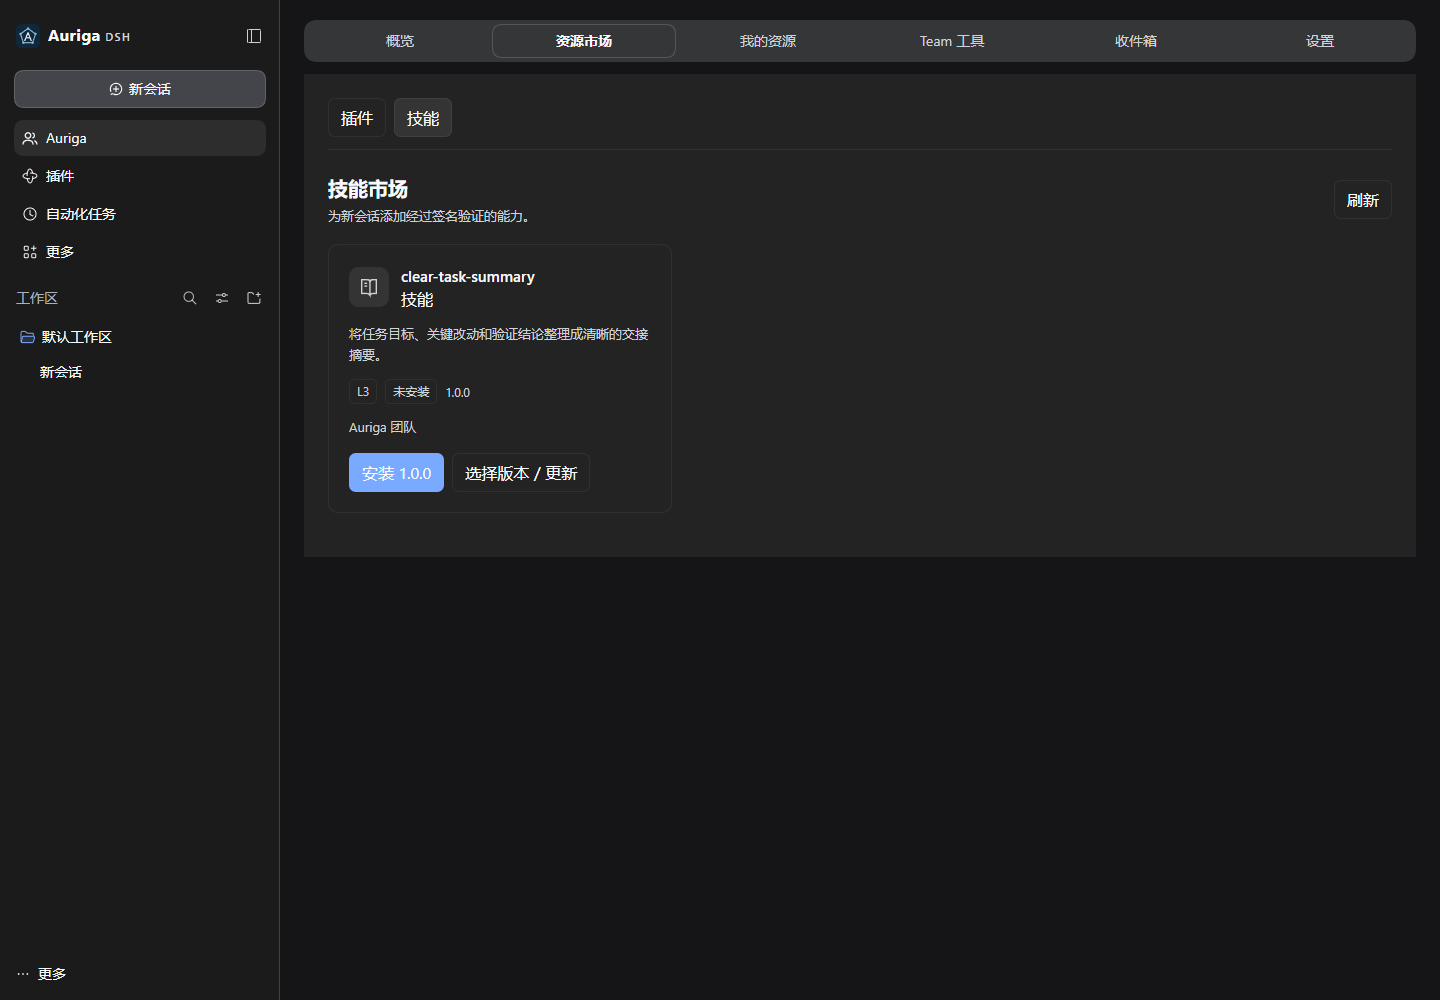 Auriga DSH
新会话
Auriga
插件
自动化任务
更多
工作区
默认工作区
新会话
更多
概览
资源市场
我的资源
Team 工具
收件箱
设置
插件
技能
技能市场
为新会话添加经过签名验证的能力。
刷新
clear-task-summary
技能
将任务目标、关键改动和验证结论整理成清晰的交接
摘要。
L3 未安装 1.0.0
Auriga 团队
安装 1.0.0
选择版本 / 更新